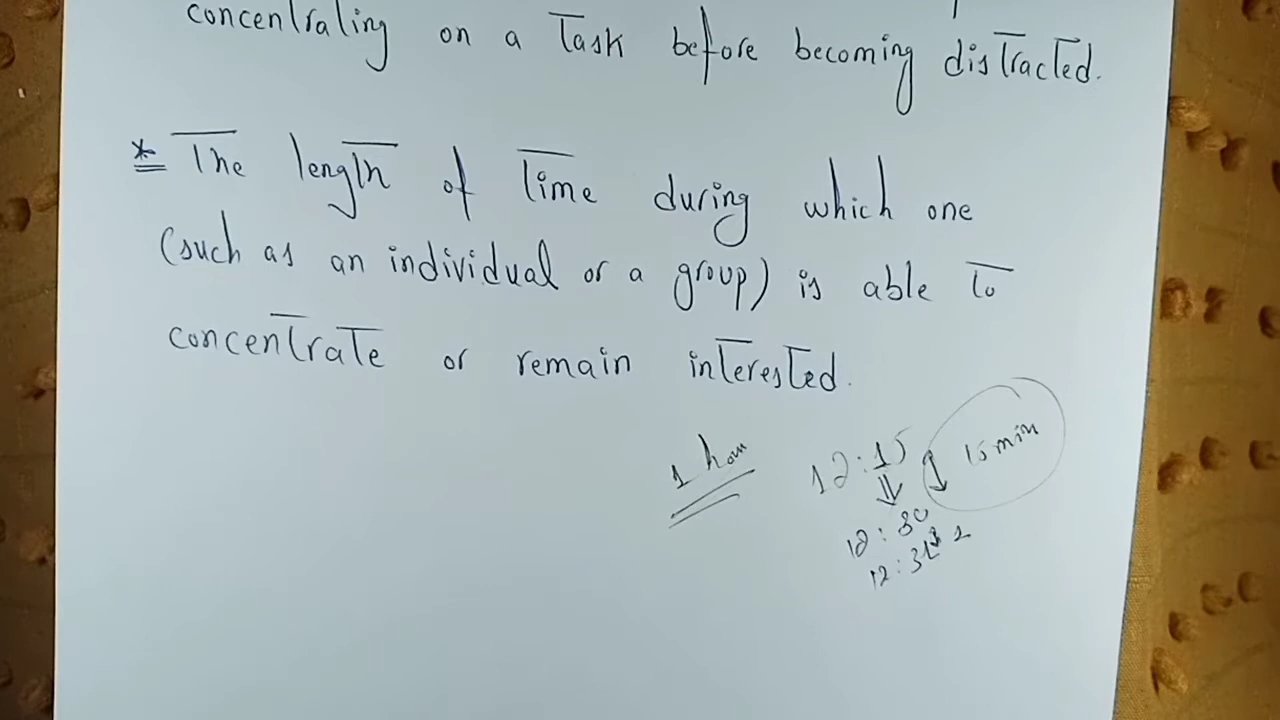 concentrating on a Task before becoming distracted.
* The length of Time during which one
(such as an individual or a group) is able to
concentrate or remain interested.
1 hour
12:15
15 min
12:30